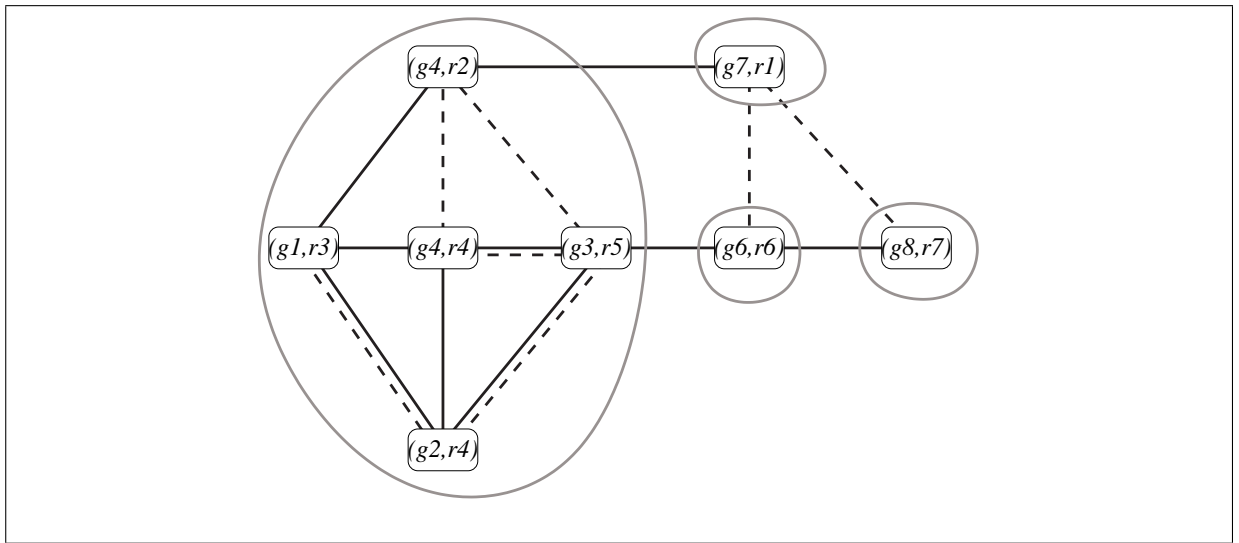 (g4,r2)
(g7,r1)
(g1,r3)
(g4,r4)
(g3,r5)
(g6,r6)
(g8,r7)
(g2,r4)